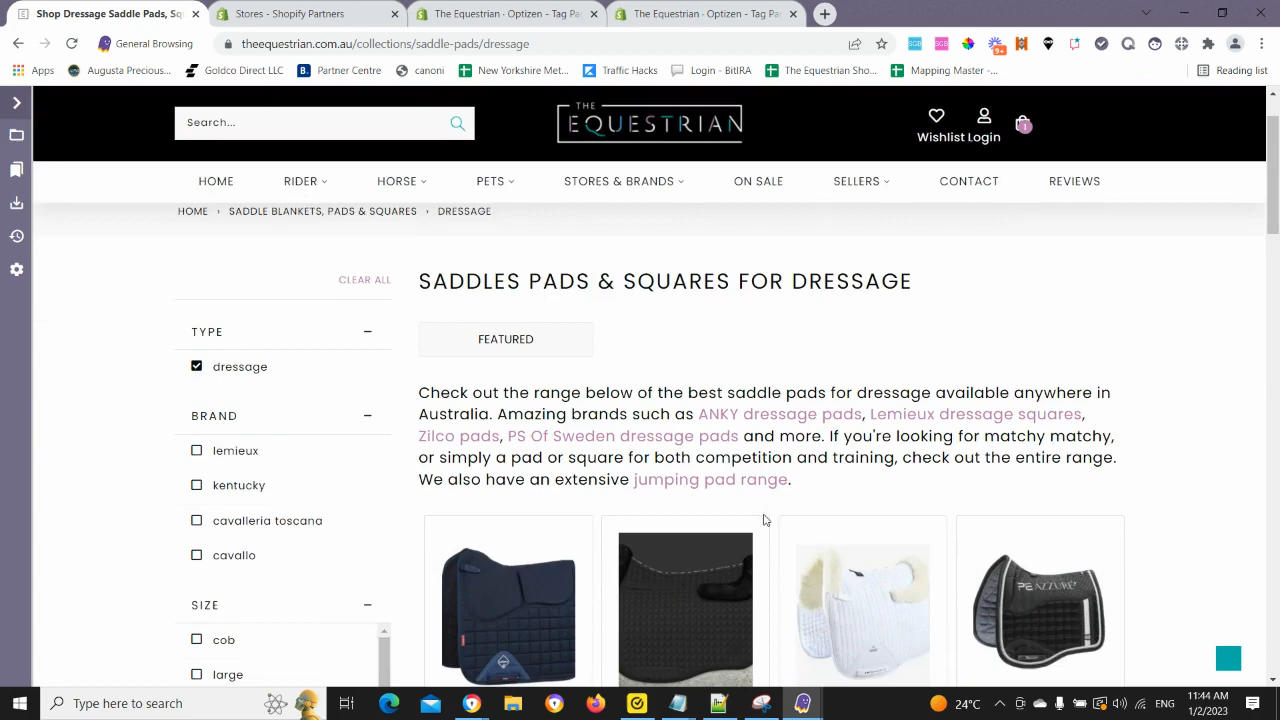 Shop Dressage Saddle Pads, Sq
Stores - Shopify Partners
The Equestrian - Optizen - Tag Pa
The Equestrian - Optizen - Tag Pa
General Browsing
theequestrian.com.au/collections/saddle-pads/dressage
9+
Apps
Augusta Precious...
Goldco Direct LLC
Partner Centre
canoni
New Yorkshire Met...
Traffic Hacks
Login - BitIRA
The Equestrian Sho...
Mapping Master -...
Reading list
Search...
THE
EQUESTRIAN
1
Wishlist Login
HOME
RIDER
HORSE
PETS
STORES & BRANDS
ON SALE
SELLERS
CONTACT
REVIEWS
HOME › SADDLE BLANKETS, PADS & SQUARES › DRESSAGE
CLEAR ALL
TYPE
dressage
BRAND
lemieux
kentucky
cavalleria toscana
cavallo
SIZE
cob
large
SADDLES PADS & SQUARES FOR DRESSAGE
FEATURED
Check out the range below of the best saddle pads for dressage available anywhere in
Australia. Amazing brands such as ANKY dressage pads, Lemieux dressage squares,
Zilco pads, PS Of Sweden dressage pads and more. If you're looking for matchy matchy,
or simply a pad or square for both competition and training, check out the entire range.
We also have an extensive jumping pad range.
PE AZZURE
Type here to search
24°C
ENG
11:44 AM
1/2/2023